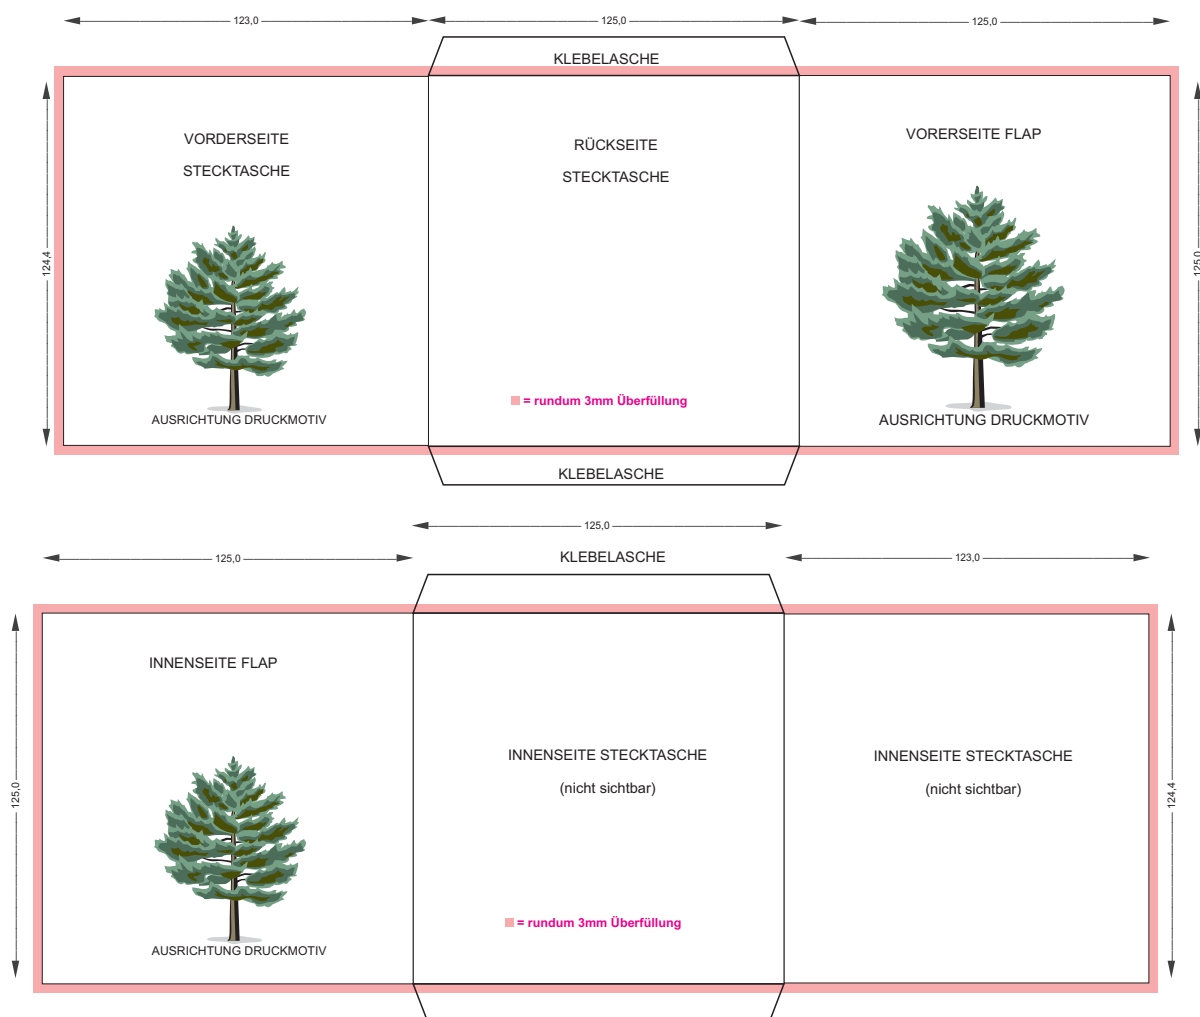 123,0
125,0
125,0
KLEBELASCHE
VORDERSEITE
STECKTASCHE
RÜCKSEITE
STECKTASCHE
VORERSEITE FLAP
124,4
125,0
= rundum 3mm Überfüllung
AUSRICHTUNG DRUCKMOTIV
AUSRICHTUNG DRUCKMOTIV
KLEBELASCHE
125,0
125,0
KLEBELASCHE
123,0
INNENSEITE FLAP
INNENSEITE STECKTASCHE
(nicht sichtbar)
INNENSEITE STECKTASCHE
(nicht sichtbar)
125,0
124,4
= rundum 3mm Überfüllung
AUSRICHTUNG DRUCKMOTIV